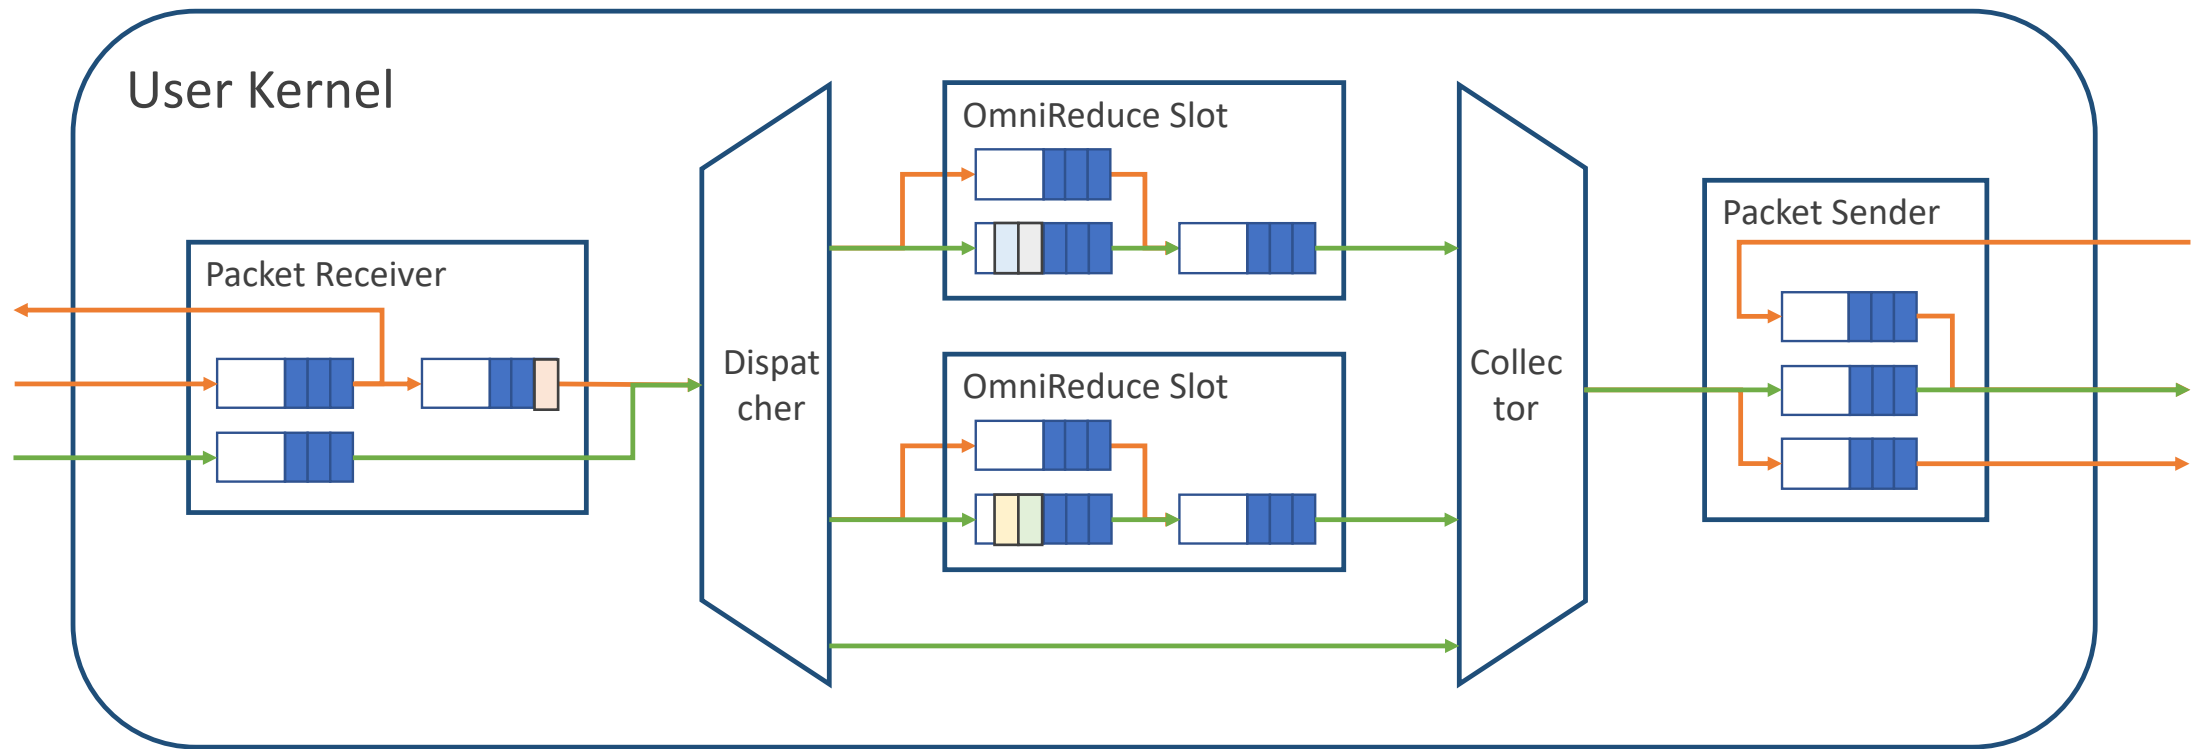 User Kernel
Packet Receiver
Dispat
cher
OmniReduce Slot
OmniReduce Slot
Collec
tor
Packet Sender